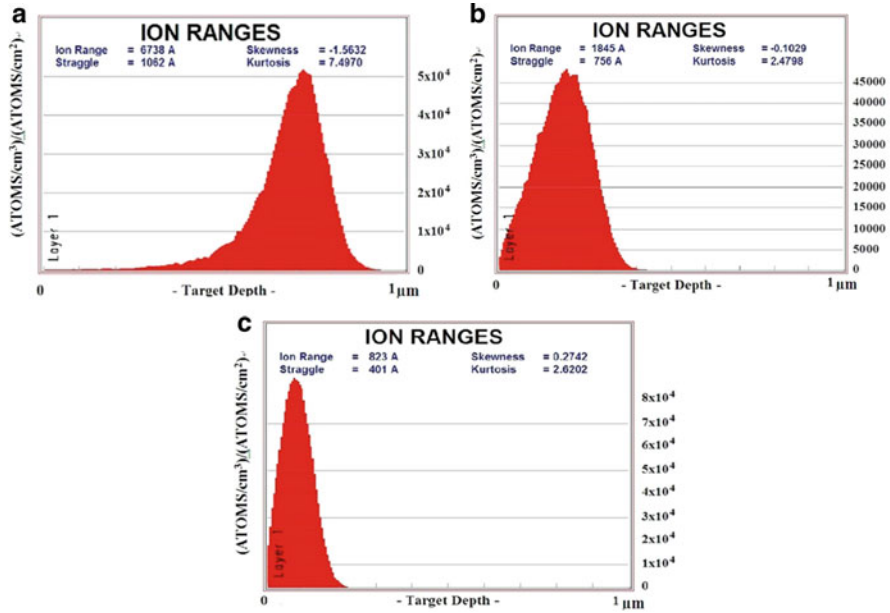 a
ION RANGES
Ion Range = 6738 A Skewness = -1.5632
Straggle = 1062 A Kurtosis = 7.4970
(ATOMS/cm³)/(ATOMS/cm²).
5x10⁴
4x10⁴
3x10⁴
2x10⁴
1x10⁴
0
Layer 1
0 - Target Depth - 1 µm
b
ION RANGES
Ion Range = 1845 A Skewness = -0.1029
Straggle = 756 A Kurtosis = 2.4798
(ATOMS/cm³)/(ATOMS/cm²).
45000
40000
35000
30000
25000
20000
15000
10000
5000
0
Layer 1
0 - Target Depth - 1 µm
c
ION RANGES
Ion Range = 823 A Skewness = 0.2742
Straggle = 401 A Kurtosis = 2.6202
(ATOMS/cm³)/(ATOMS/cm²).
8x10⁴
7x10⁴
6x10⁴
5x10⁴
4x10⁴
3x10⁴
2x10⁴
1x10⁴
0
Layer 1
0 - Target Depth - 1 µm